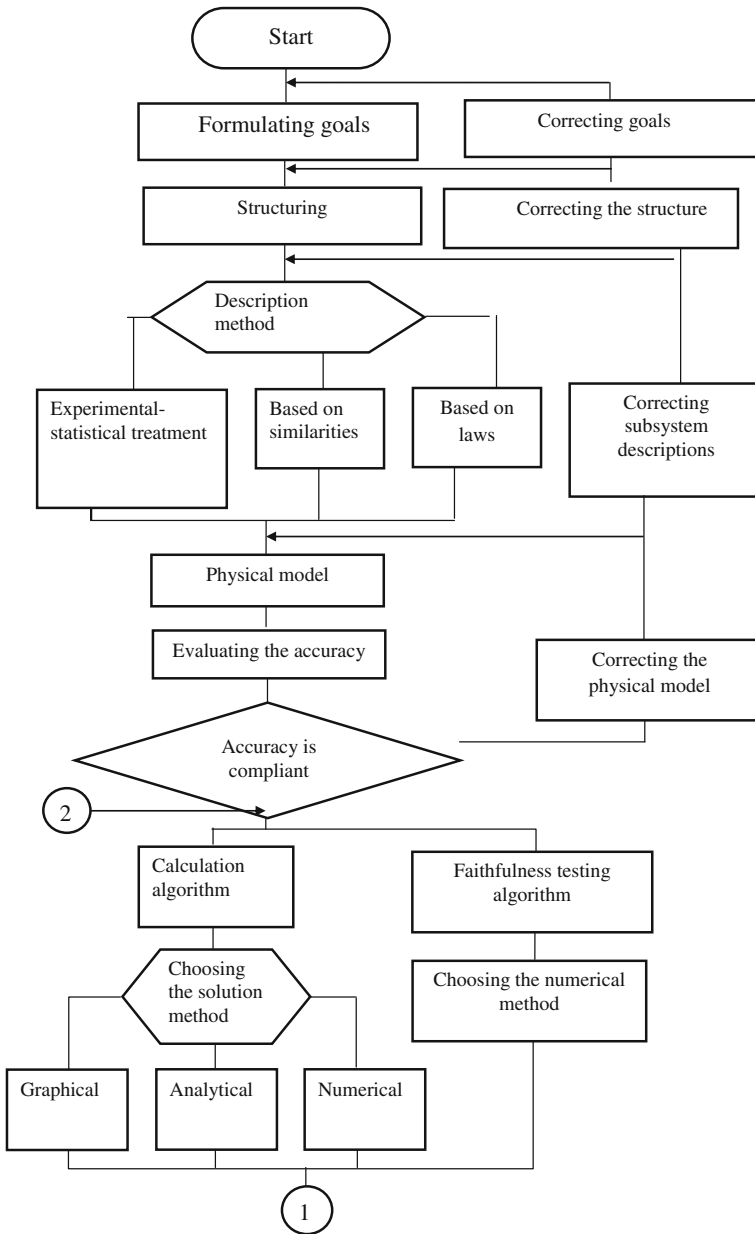 Start
Formulating goals
Correcting goals
Structuring
Correcting the structure
Description
method
Experimental-
statistical treatment
Based on
similarities
Based on
laws
Correcting
subsystem
descriptions
Physical model
Evaluating the accuracy
Correcting the
physical model
Accuracy is
compliant
2
Calculation
algorithm
Faithfulness testing
algorithm
Choosing
the solution
method
Choosing the numerical
method
Graphical
Analytical
Numerical
1